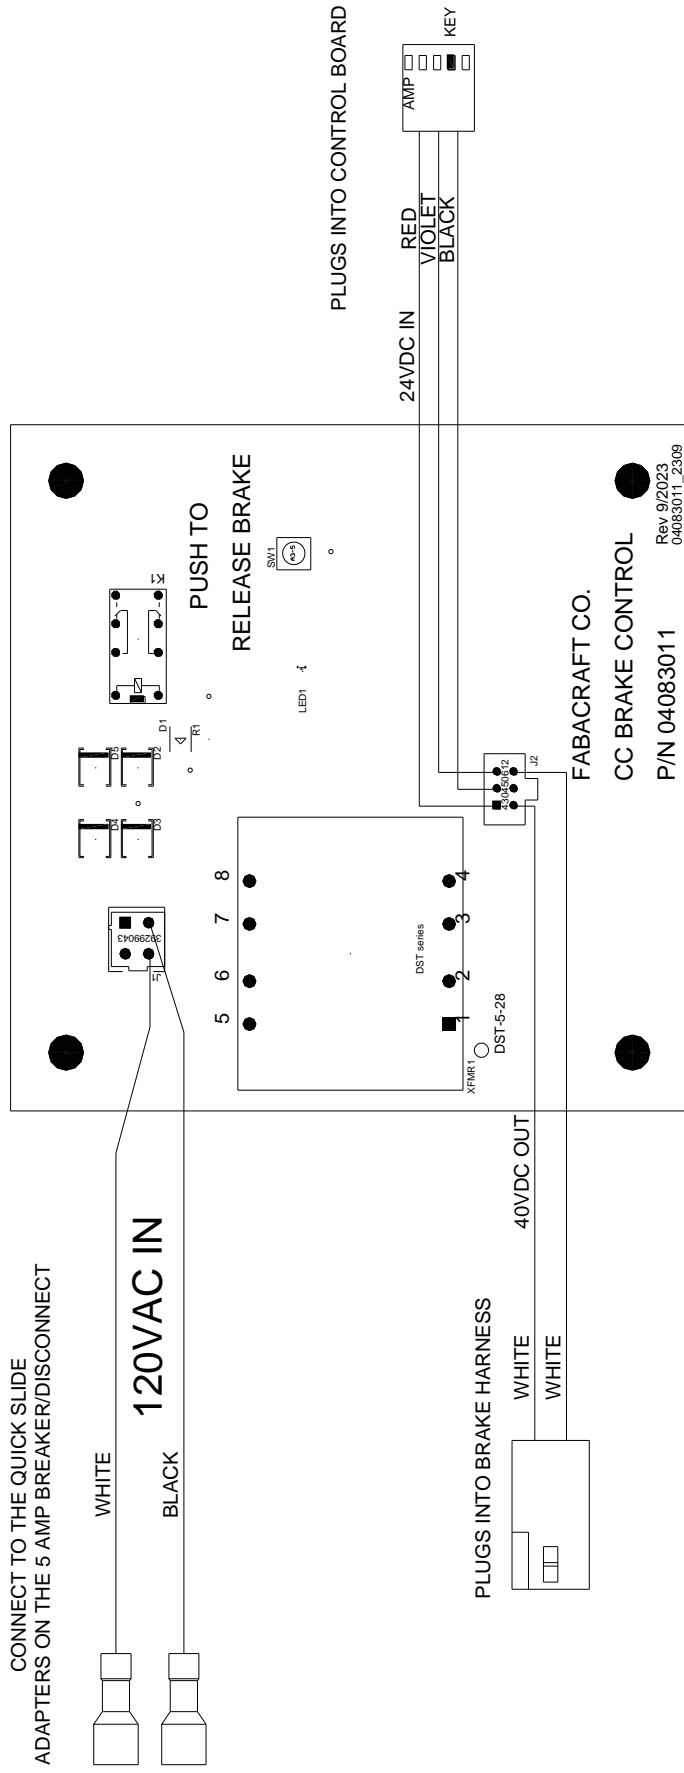 CONNECT TO THE QUICK SLIDE
ADAPTERS ON THE 5 AMP BREAKER/DISCONNECT
WHITE
120VAC IN
BLACK
PLUGS INTO BRAKE HARNESS
WHITE
WHITE
40VDC OUT
J1
39299043
D4
D3
D5
D2
D1
R1
K1
PUSH TO
RELEASE BRAKE
SW1
LED1
5
6
7
8
1
2
3
4
DST series
XFMR1
DST-5-28
J2
430450612
FABACRAFT CO.
CC BRAKE CONTROL
P/N 04083011
Rev 9/2023
04083011_2309
24VDC IN
PLUGS INTO CONTROL BOARD
RED
VIOLET
BLACK
AMP
KEY